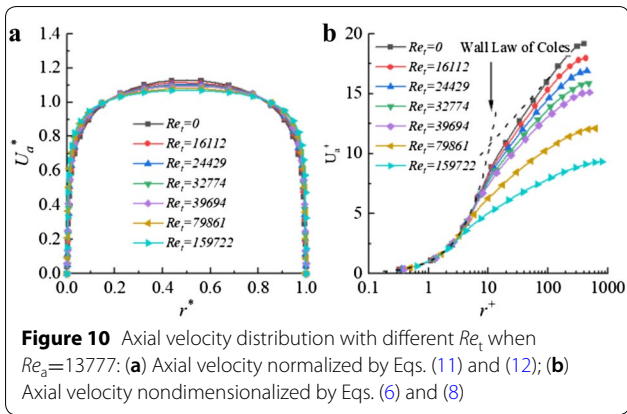 a
1.4
1.2
1.0
0.8
0.6
0.4
0.2
0.0
U_a^*
Re_t=0
Re_t=16112
Re_t=24429
Re_t=32774
Re_t=39694
Re_t=79861
Re_t=159722
0.0 0.2 0.4 0.6 0.8 1.0
r^*
b
20
15
10
5
0
U_a^+
Re_t=0
Re_t=16112
Re_t=24429
Re_t=32774
Re_t=39694
Re_t=79861
Re_t=159722
Wall Law of Coles
0.1 1 10 100 1000
r^+
Figure 10 Axial velocity distribution with different Re_t when
Re_a=13777: (a) Axial velocity normalized by Eqs. (11) and (12); (b)
Axial velocity nondimensionalized by Eqs. (6) and (8)